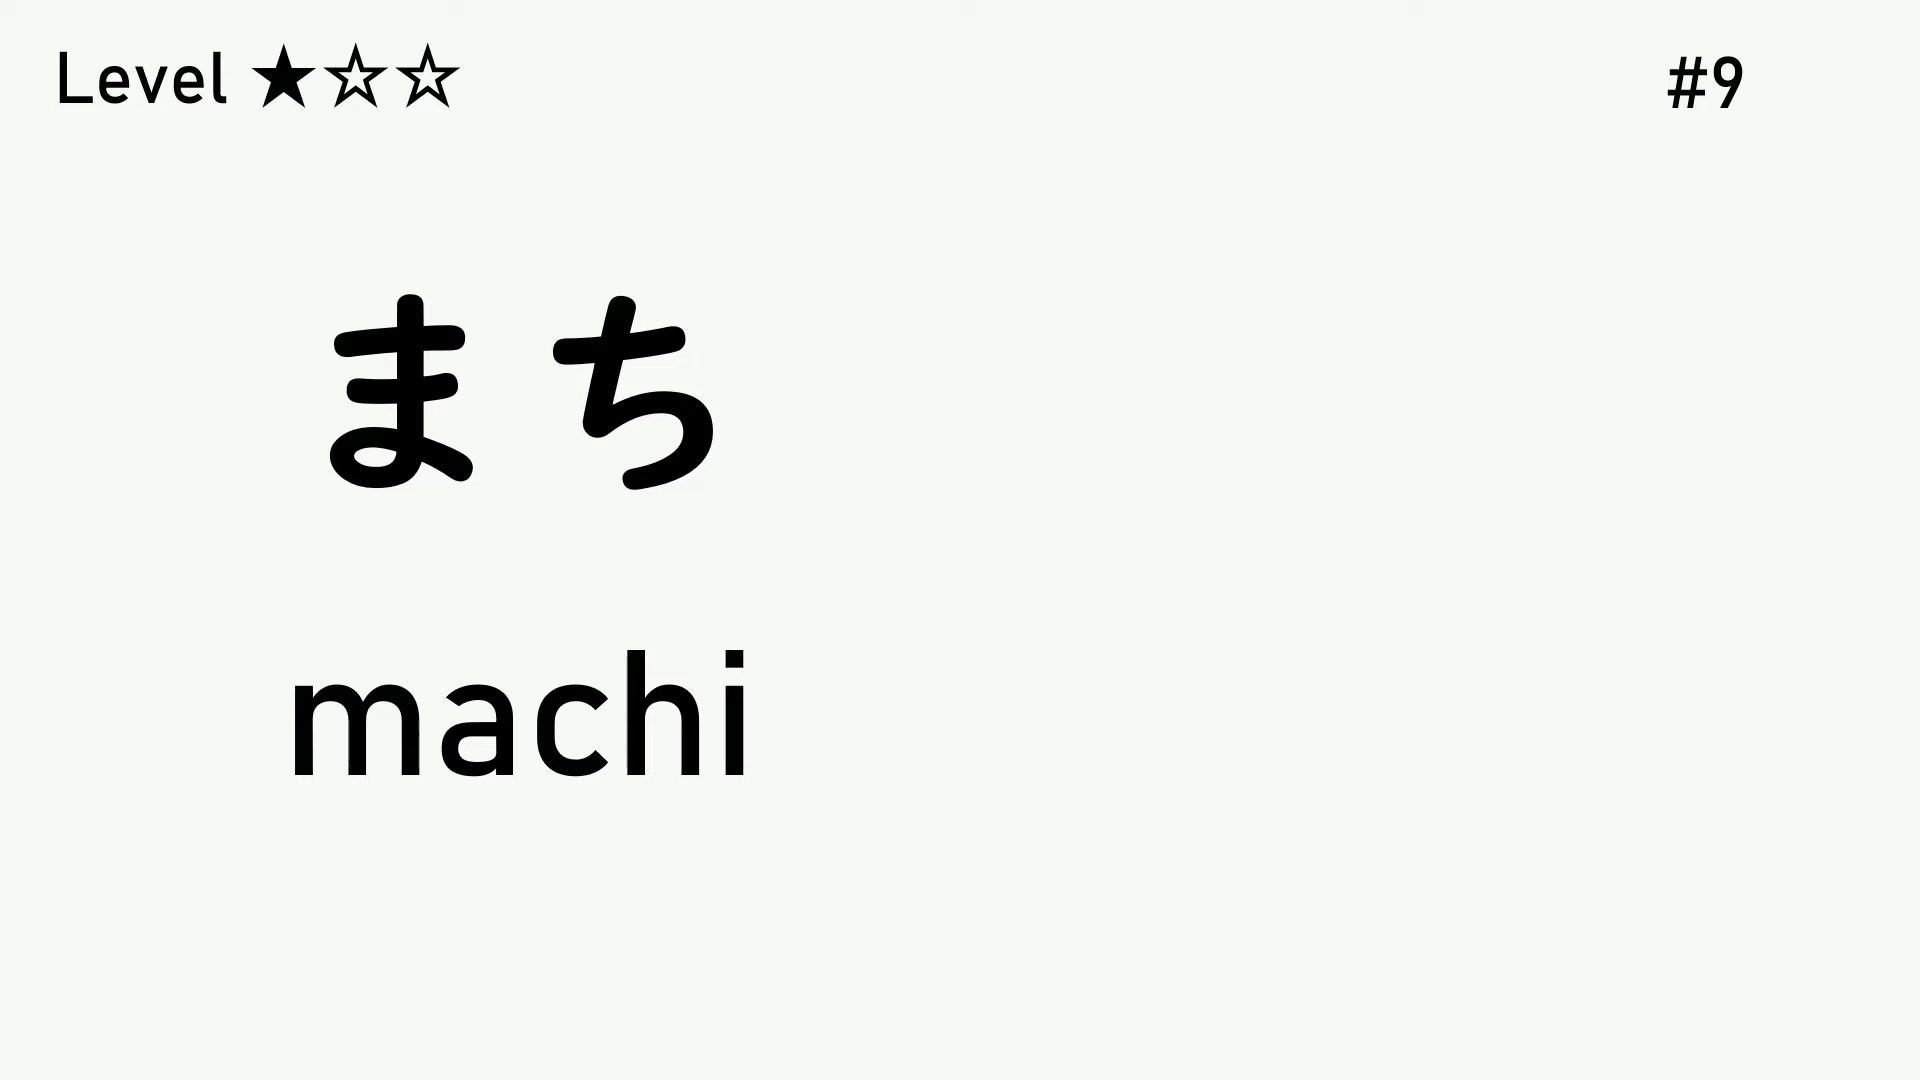 Level ★☆☆ #9
まち
machi